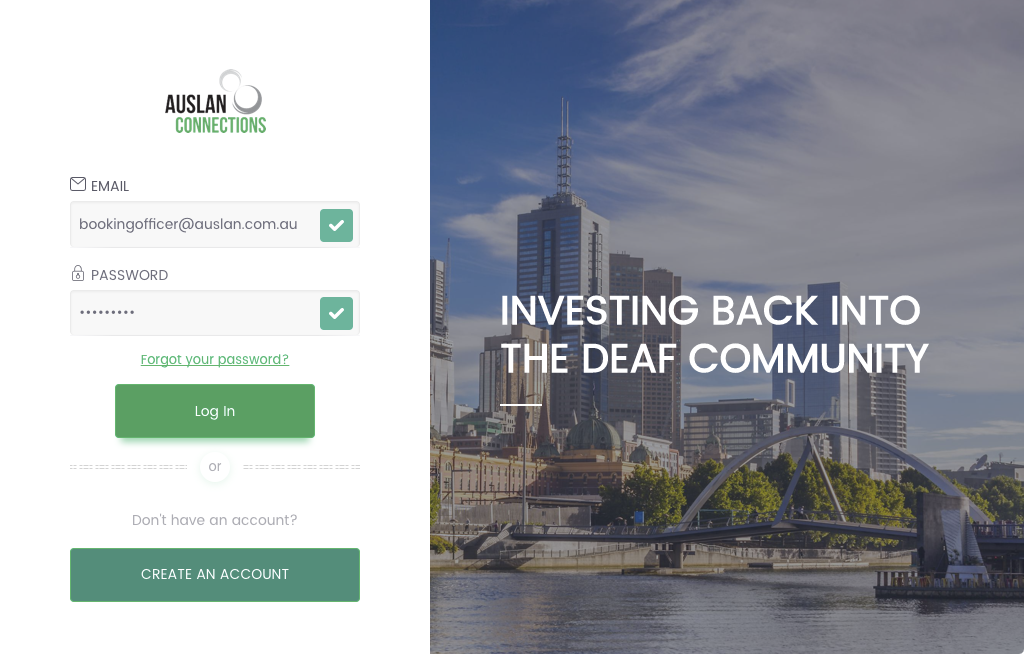 AUSLAN
CONNECTIONS
EMAIL
bookingofficer@auslan.com.au
PASSWORD
•••••••••
Forgot your password?
Log In
or
Don't have an account?
CREATE AN ACCOUNT
INVESTING BACK INTO
THE DEAF COMMUNITY